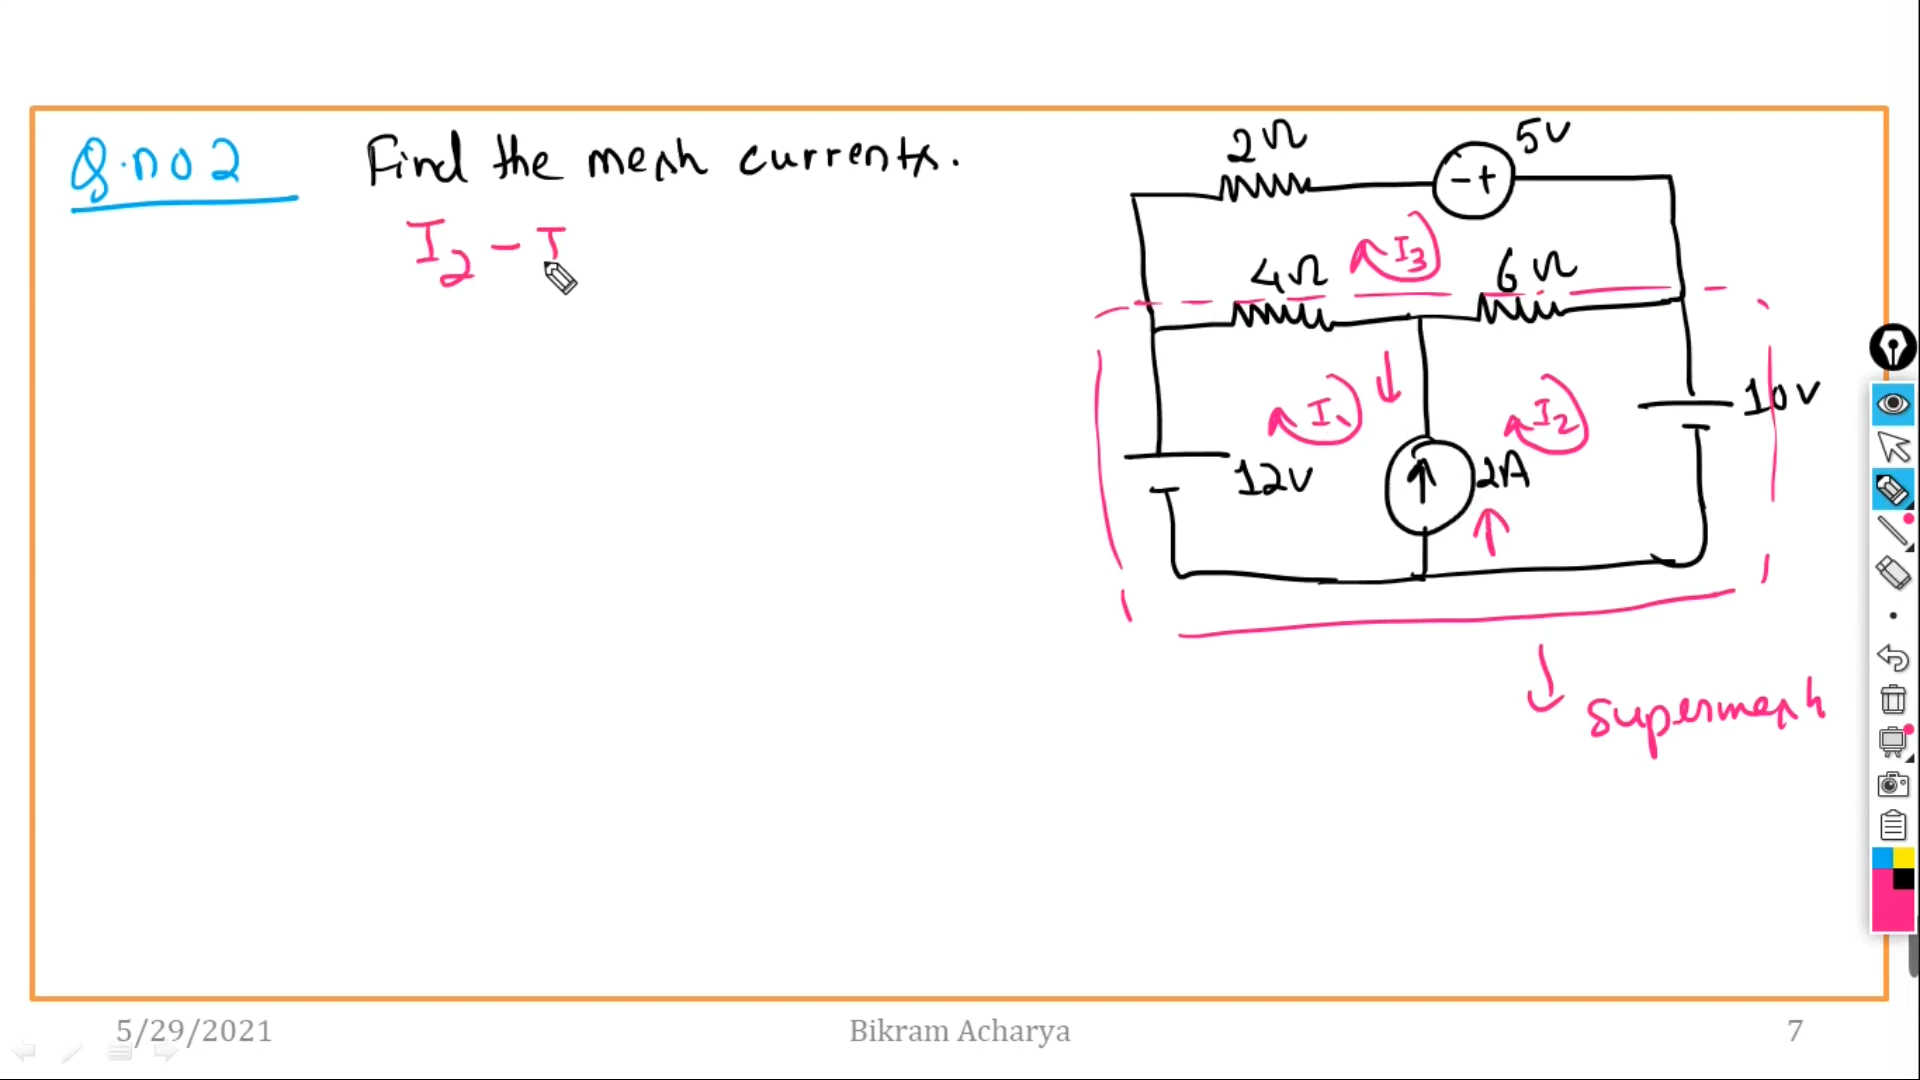 Q.no 2 Find the mesh currents.
I2 - I
2Ω
5V
I3
4Ω
6Ω
10V
I1
I2
12V
2A
supermesh
5/29/2021 Bikram Acharya 7